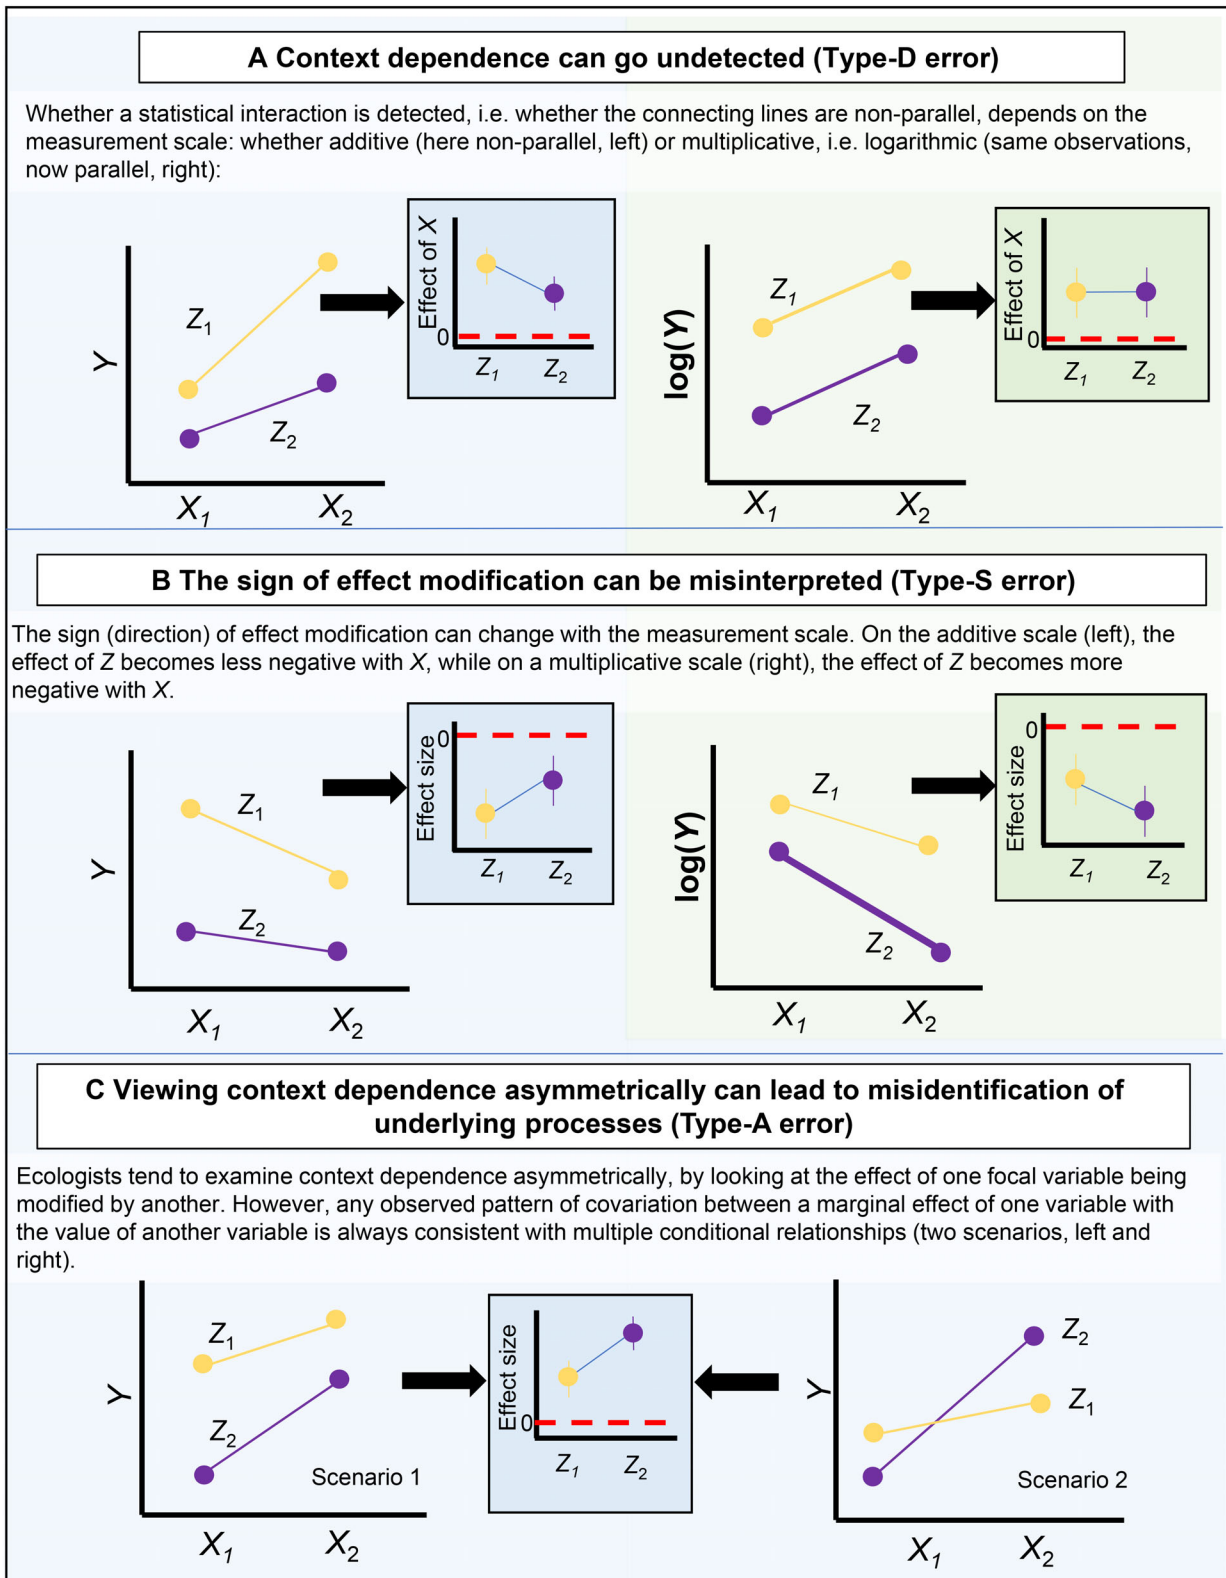 A Context dependence can go undetected (Type-D error)
Whether a statistical interaction is detected, i.e. whether the connecting lines are non-parallel, depends on the
measurement scale: whether additive (here non-parallel, left) or multiplicative, i.e. logarithmic (same observations,
now parallel, right):
Y
Z1
Z2
X1
X2
Effect of X
0
Z1
Z2
log(Y)
Z1
Z2
X1
X2
Effect of X
0
Z1
Z2
B The sign of effect modification can be misinterpreted (Type-S error)
The sign (direction) of effect modification can change with the measurement scale. On the additive scale (left), the
effect of Z becomes less negative with X, while on a multiplicative scale (right), the effect of Z becomes more
negative with X.
Y
Z1
Z2
X1
X2
Effect size
0
Z1
Z2
log(Y)
Z1
Z2
X1
X2
Effect size
0
Z1
Z2
C Viewing context dependence asymmetrically can lead to misidentification of
underlying processes (Type-A error)
Ecologists tend to examine context dependence asymmetrically, by looking at the effect of one focal variable being
modified by another. However, any observed pattern of covariation between a marginal effect of one variable with
the value of another variable is always consistent with multiple conditional relationships (two scenarios, left and
right).
Y
Z1
Z2
Scenario 1
X1
X2
Effect size
0
Z1
Z2
Y
Z2
Z1
Scenario 2
X1
X2